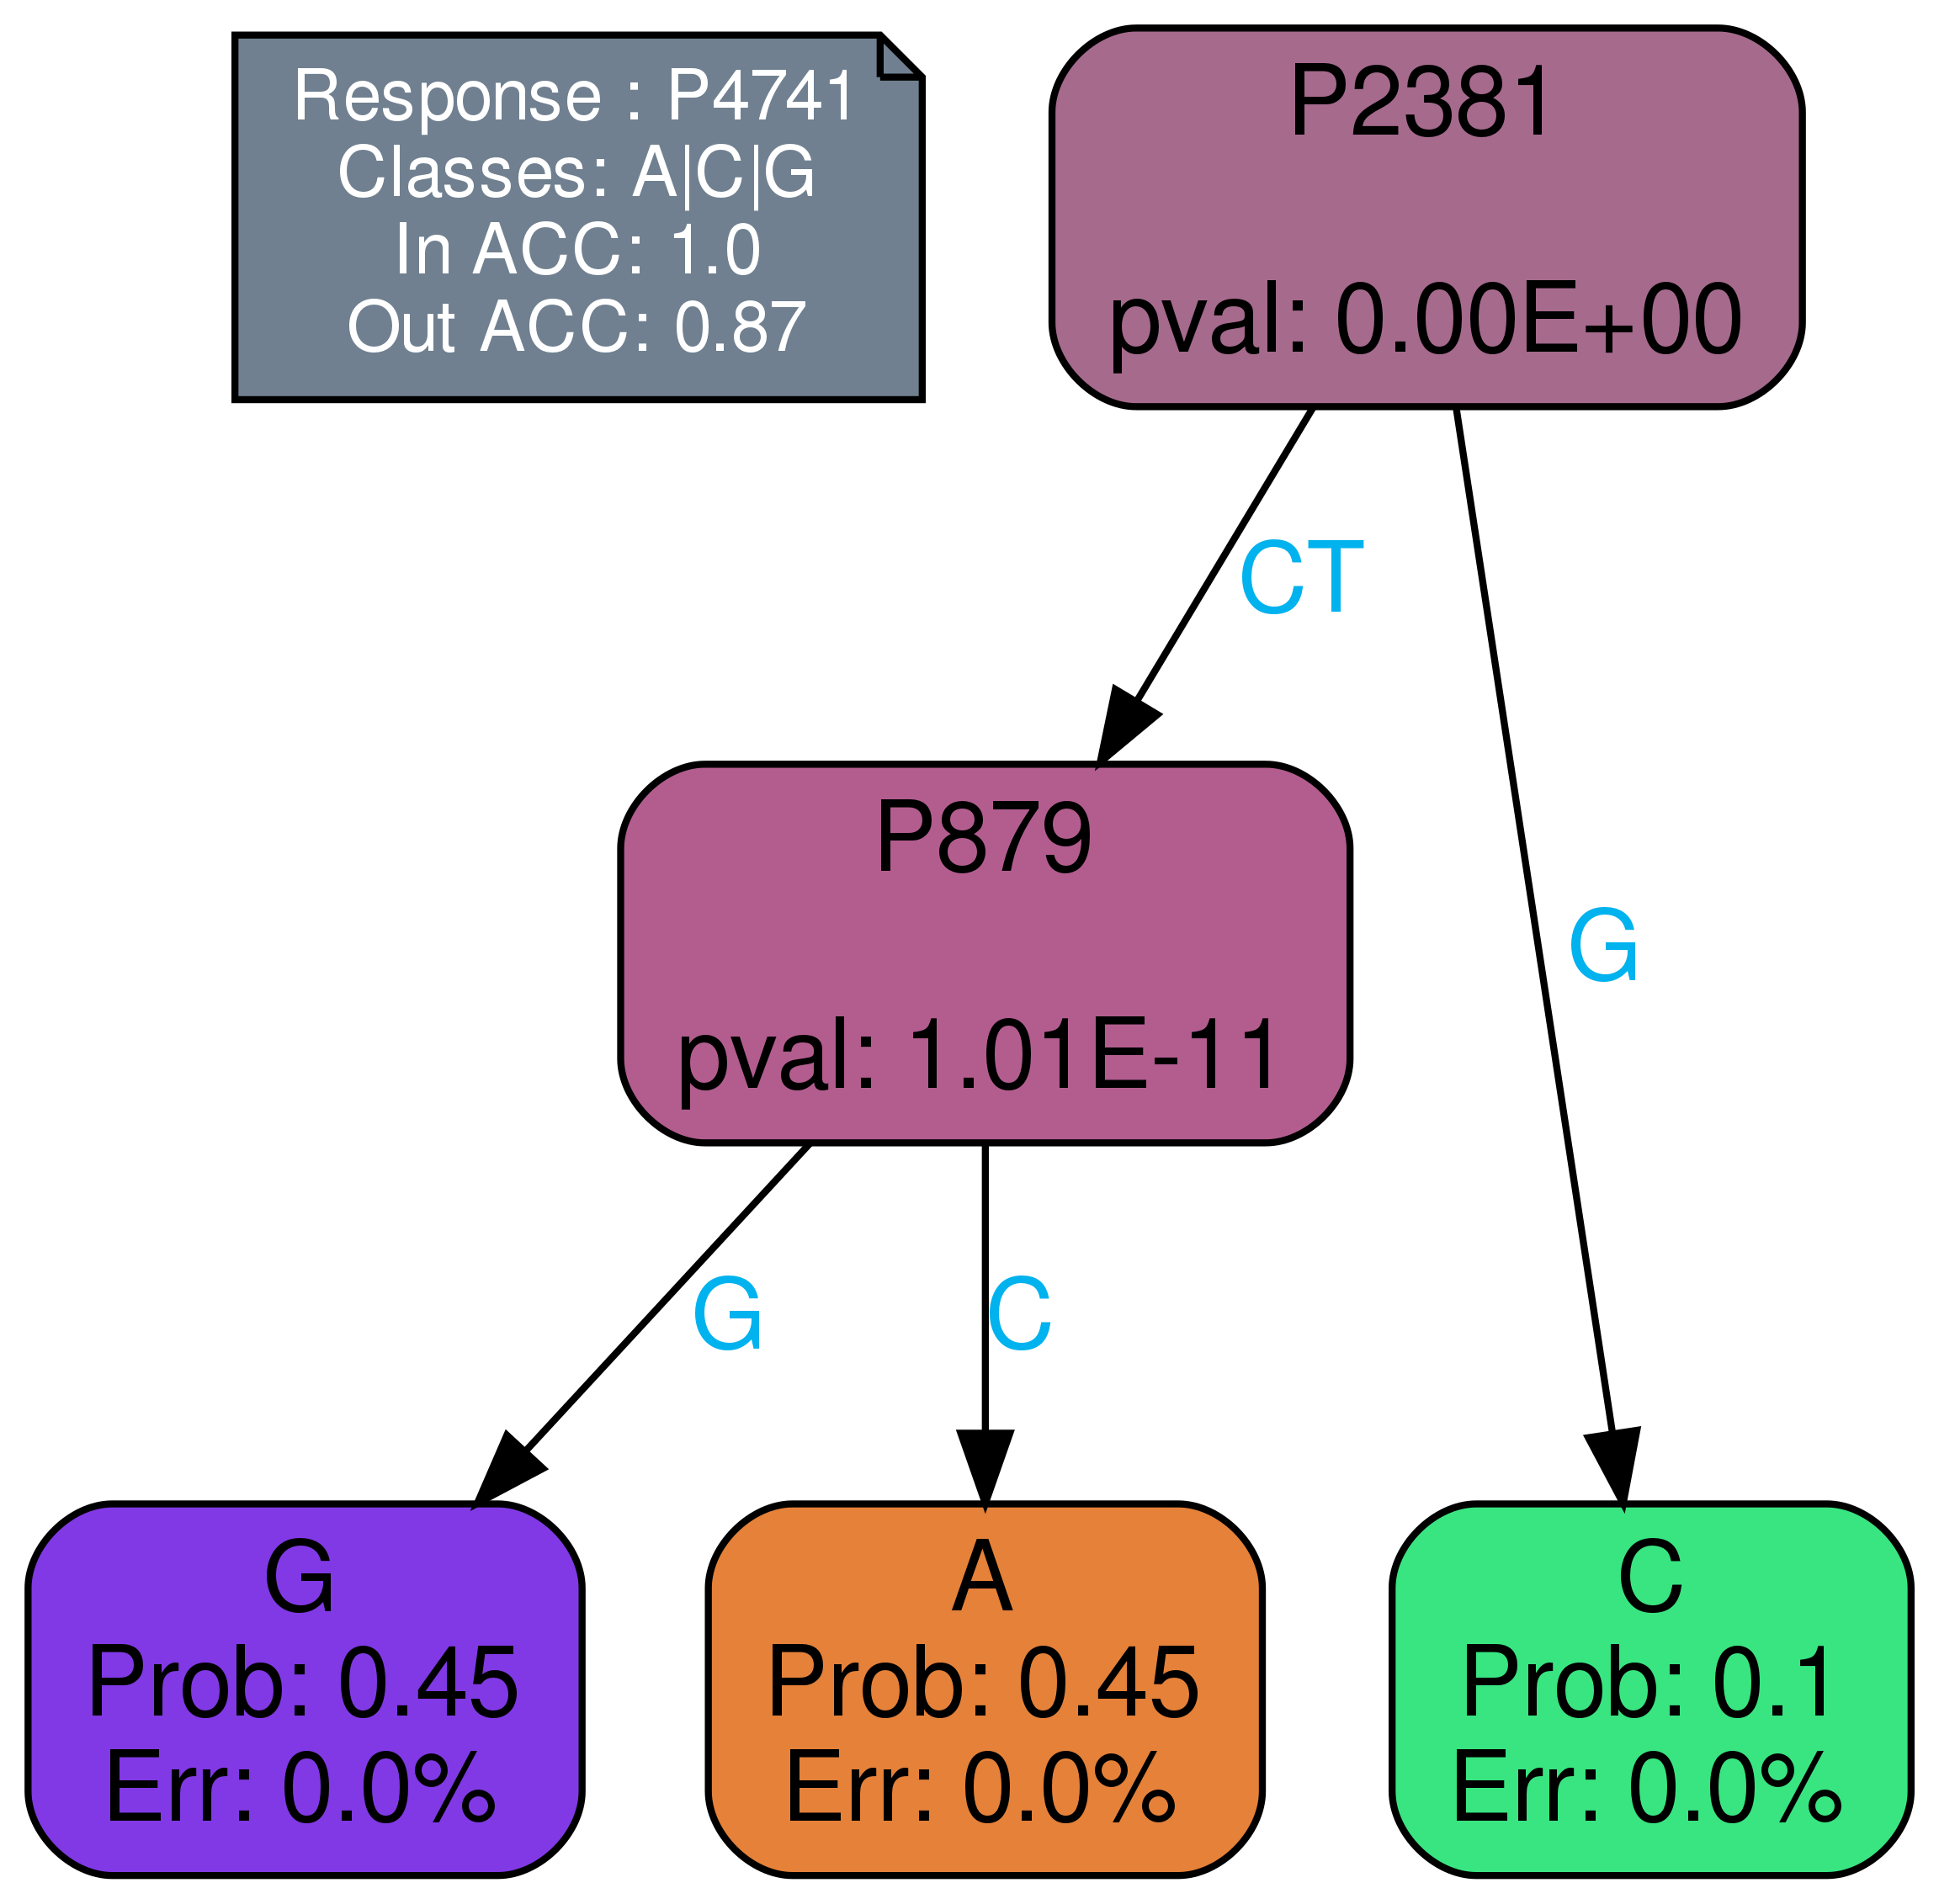 Response : P4741
Classes: A|C|G
In ACC: 1.0
Out ACC: 0.87
P2381
pval: 0.00E+00
CT
G
P879
pval: 1.01E-11
G
C
G
Prob: 0.45
Err: 0.0%
A
Prob: 0.45
Err: 0.0%
C
Prob: 0.1
Err: 0.0%